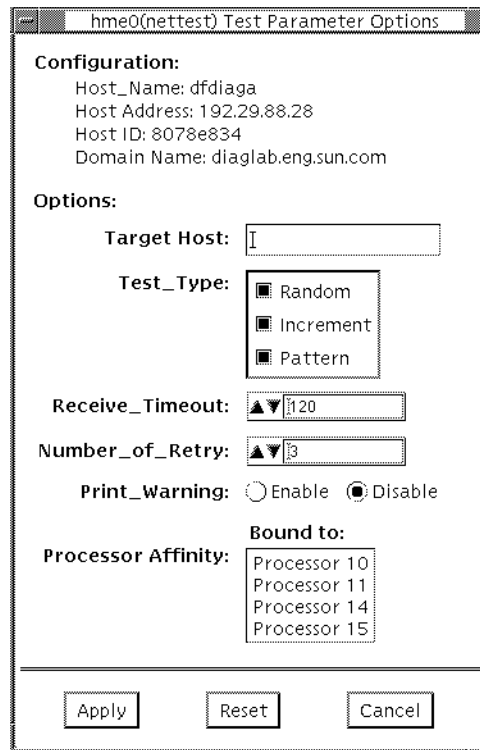 hme0(nettest) Test Parameter Options
Configuration:
Host_Name: dfdiaga
Host Address: 192.29.88.28
Host ID: 8078e834
Domain Name: diaglab.eng.sun.com
Options:
Target Host:
Test_Type:
Random
Increment
Pattern
Receive_Timeout: 120
Number_of_Retry: 3
Print_Warning: Enable Disable
Bound to:
Processor Affinity:
Processor 10
Processor 11
Processor 14
Processor 15
Apply Reset Cancel